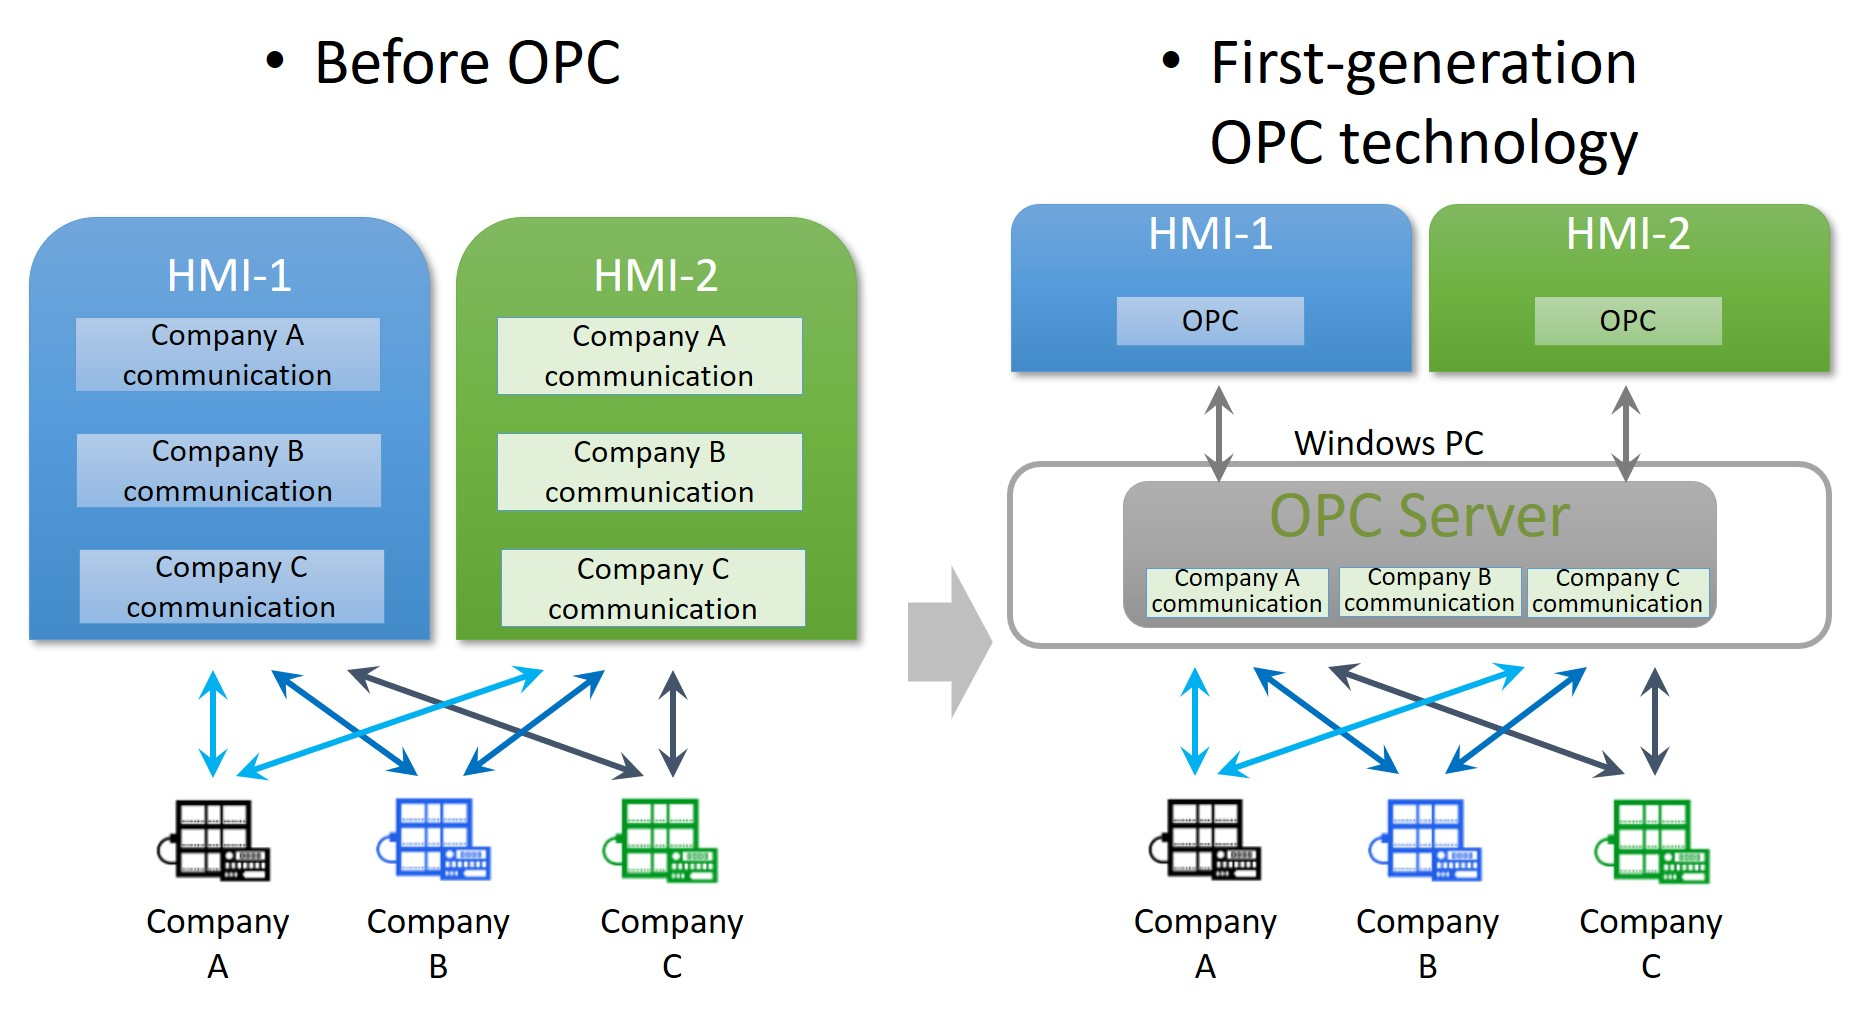 • Before OPC
HMI-1
Company A
communication
Company B
communication
Company C
communication
HMI-2
Company A
communication
Company B
communication
Company C
communication
Company
A
Company
B
Company
C
• First-generation
OPC technology
HMI-1
OPC
HMI-2
OPC
Windows PC
OPC Server
Company A
communication
Company B
communication
Company C
communication
Company
A
Company
B
Company
C